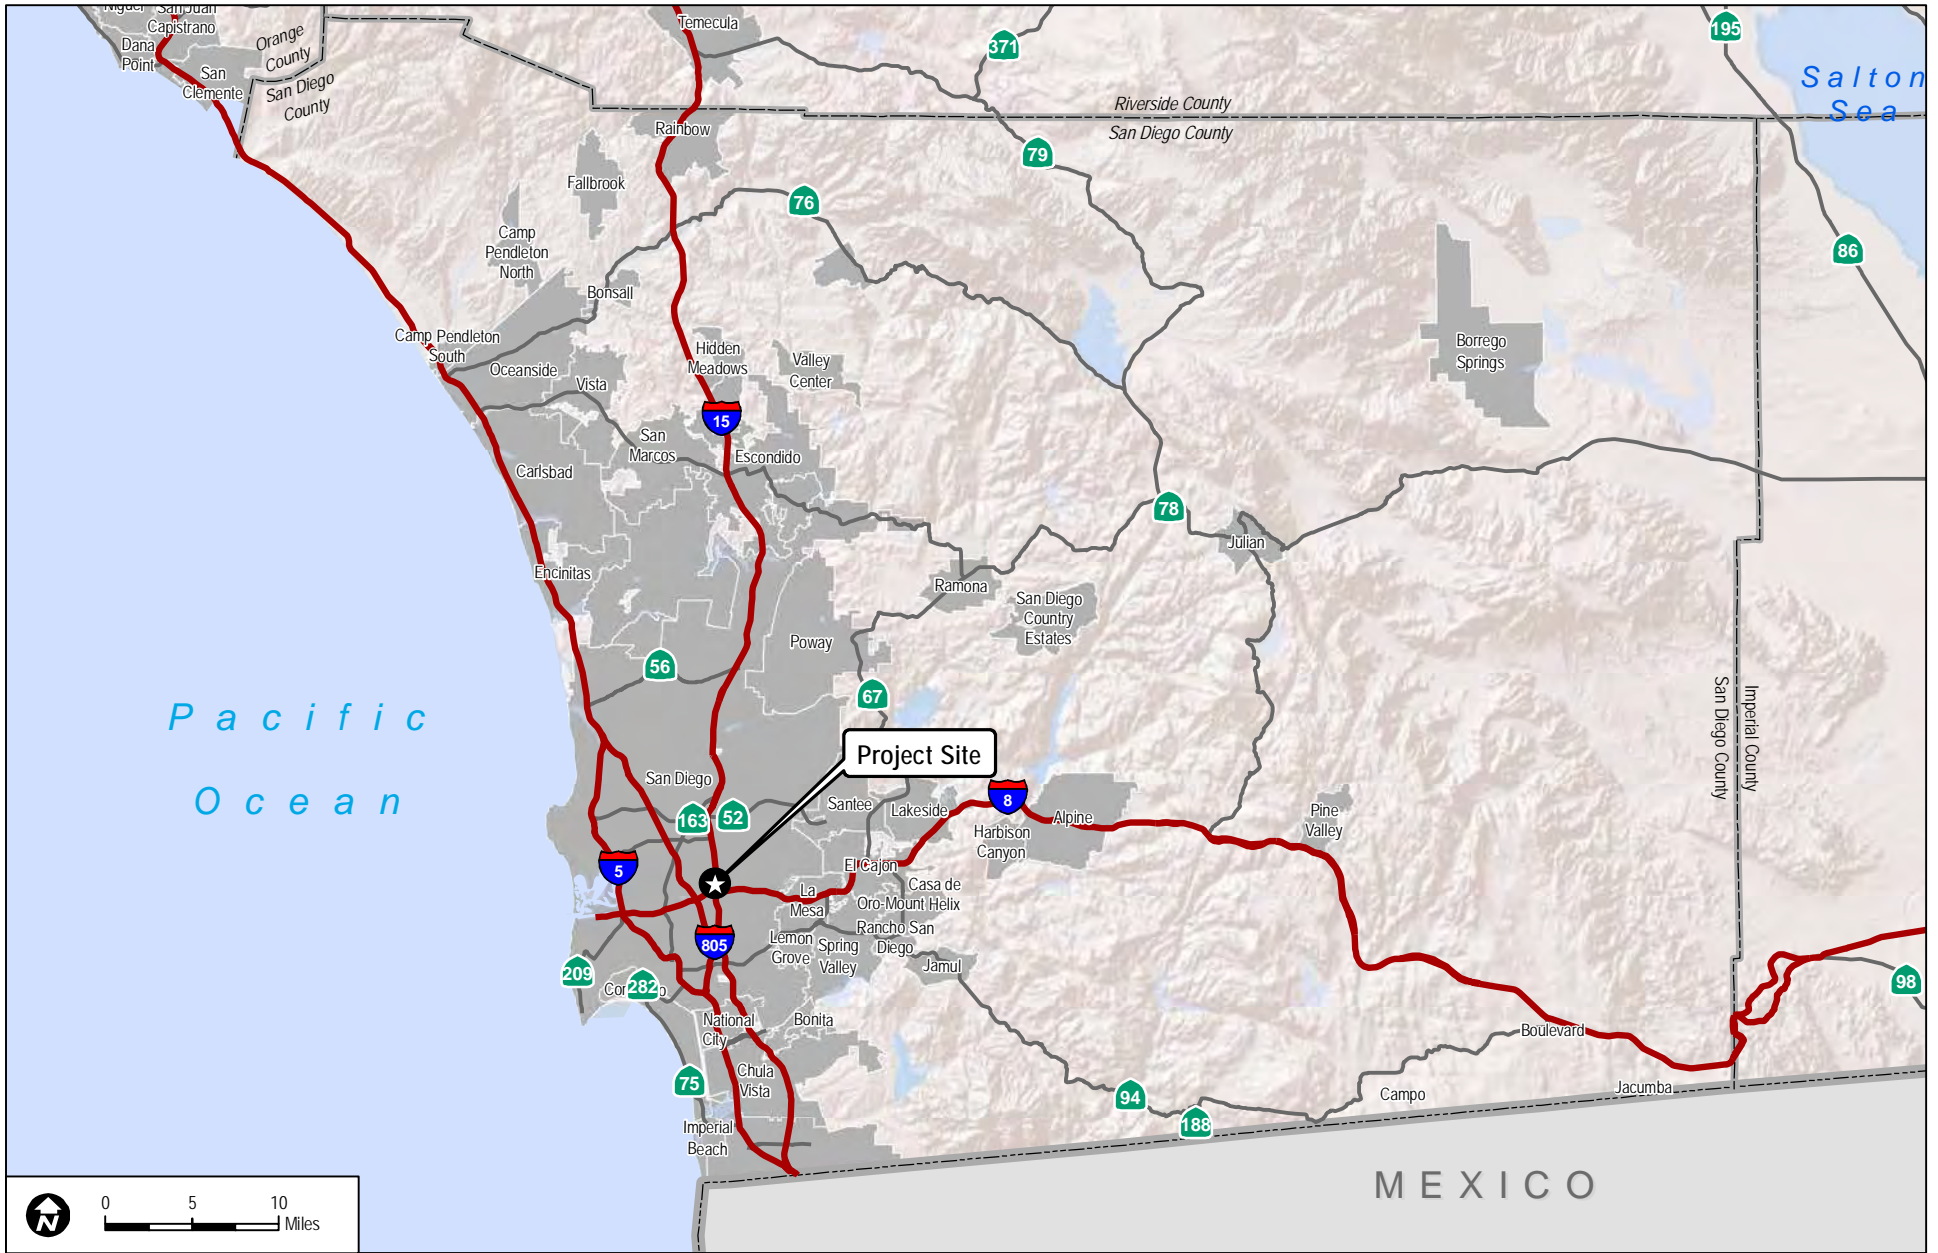 San Juan
Capistrano
Dana
Point
San
Clemente
Orange
County
San Diego
County
Temecula
371
195
Salton
Sea
Riverside County
San Diego County
Rainbow
79
Fallbrook
76
Camp
Pendleton
North
86
Bonsall
Camp Pendleton
South
Oceanside
Vista
Hidden
Meadows
Valley
Center
Borrego
Springs
15
San
Marcos
Escondido
Carlsbad
78
Julian
Encinitas
Ramona
San Diego
Country
Estates
Poway
56
67
San Diego County
Imperial County
Pacific
Ocean
Project Site
San Diego
163
52
Santee
Lakeside
8
Alpine
Harbison
Canyon
Pine
Valley
5
El Cajon
La
Mesa
Casa de
Oro-Mount Helix
805
Lemon
Grove
Spring
Valley
Rancho San
Diego
Jamul
209
282
98
National
City
Bonita
Boulevard
75
Chula
Vista
94
188
Campo
Jacumba
Imperial
Beach
MEXICO
N
0 5 10
Miles